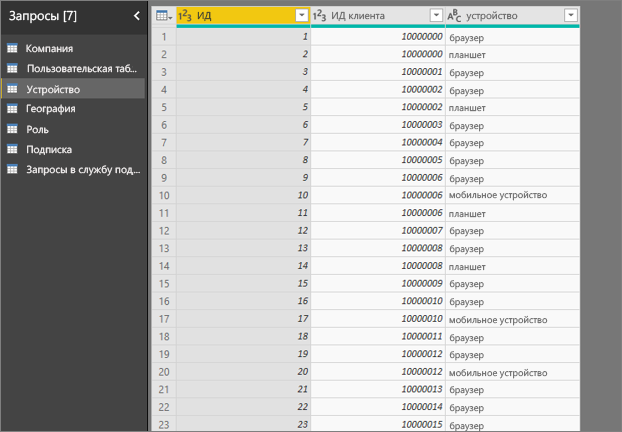 Запросы [7]
Компания
Пользовательская таб...
Устройство
География
Роль
Подписка
Запросы в службу под...
1 2 3 ИД 1 2 3 ИД клиента A B C устройство
1 1 10000000 браузер
2 2 10000000 планшет
3 3 10000001 браузер
4 4 10000002 браузер
5 5 10000002 планшет
6 6 10000003 браузер
7 7 10000004 браузер
8 8 10000005 браузер
9 9 10000006 браузер
10 10 10000006 мобильное устройство
11 11 10000006 планшет
12 12 10000007 браузер
13 13 10000008 браузер
14 14 10000008 планшет
15 15 10000009 браузер
16 16 10000010 браузер
17 17 10000010 мобильное устройство
18 18 10000011 браузер
19 19 10000012 браузер
20 20 10000012 мобильное устройство
21 21 10000013 браузер
22 22 10000014 браузер
23 23 10000015 браузер